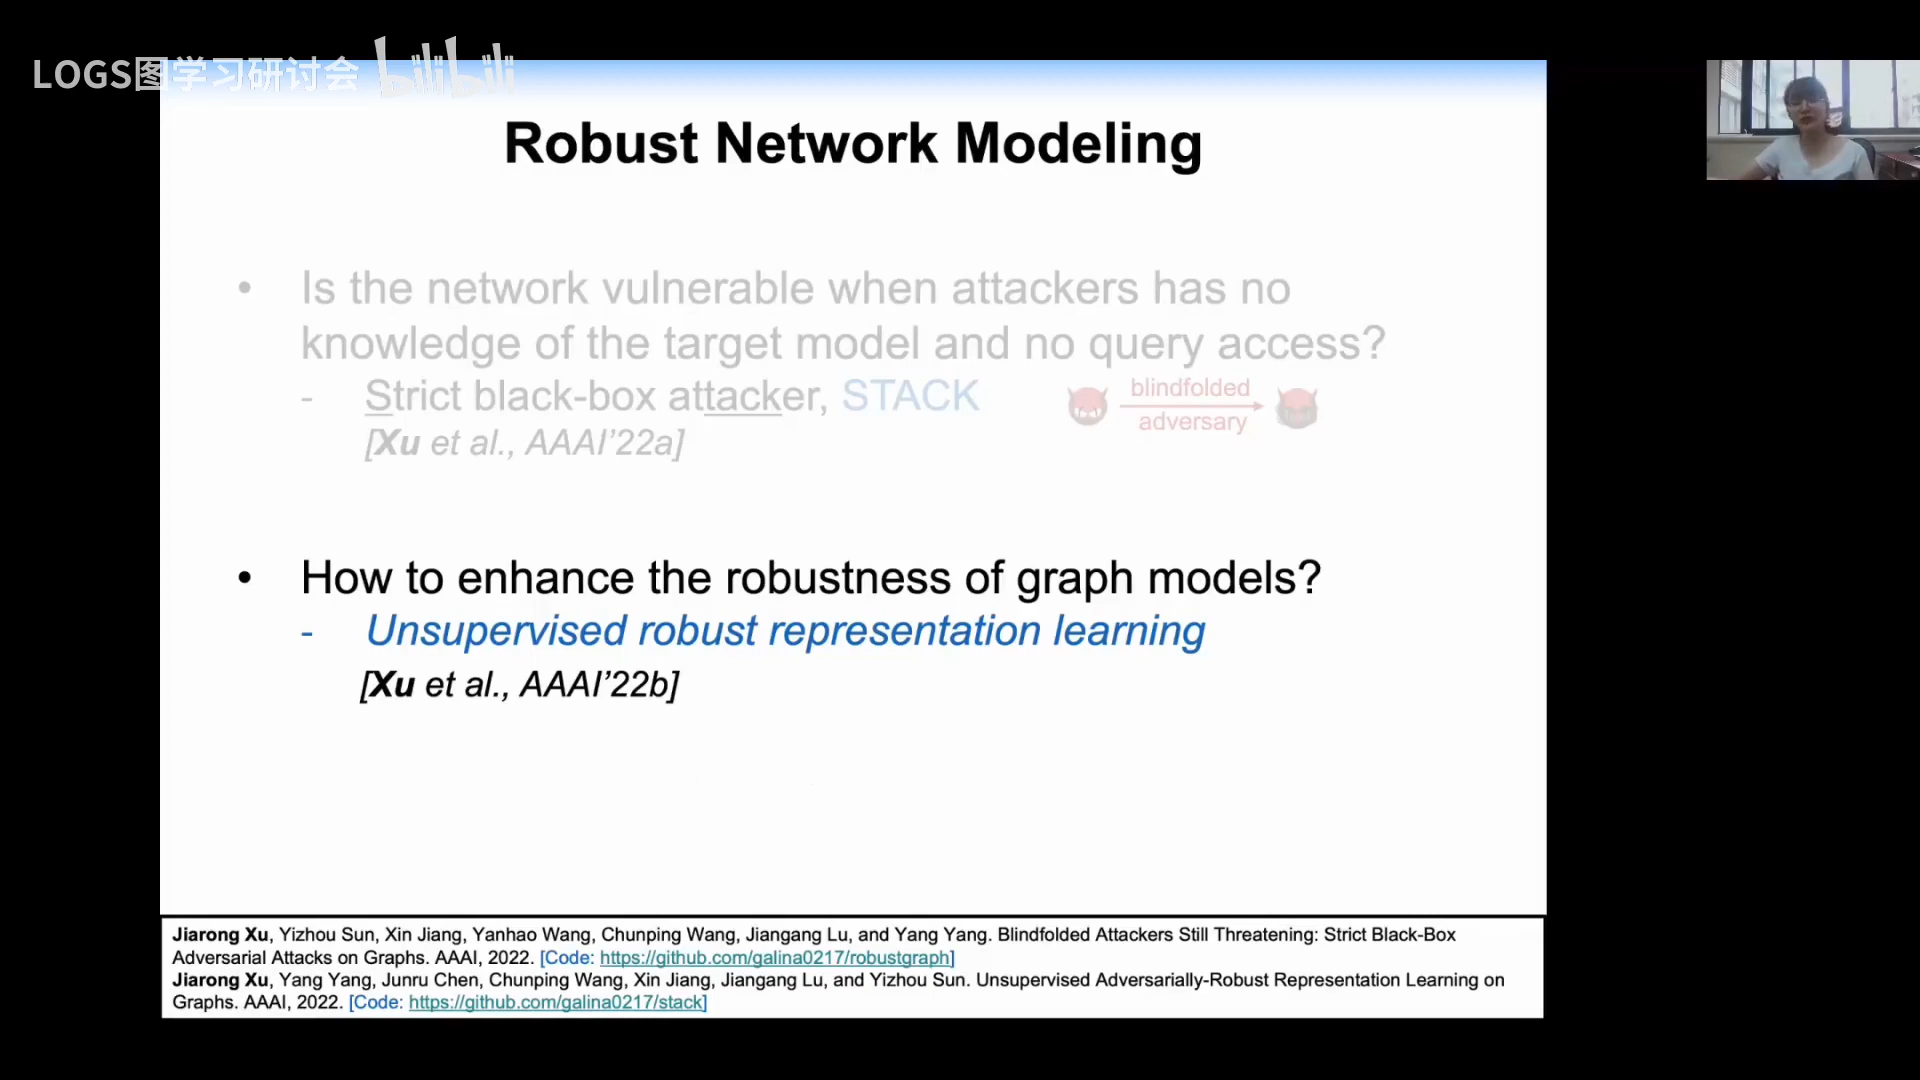 LOGS图学习研讨会 bilibili
Robust Network Modeling
• Is the network vulnerable when attackers has no
knowledge of the target model and no query access?
- Strict black-box attacker, STACK
blindfolded
adversary
[Xu et al., AAAI’22a]
• How to enhance the robustness of graph models?
- Unsupervised robust representation learning
[Xu et al., AAAI’22b]
Jiarong Xu, Yizhou Sun, Xin Jiang, Yanhao Wang, Chunping Wang, Jiangang Lu, and Yang Yang. Blindfolded Attackers Still Threatening: Strict Black-Box
Adversarial Attacks on Graphs. AAAI, 2022. [Code: https://github.com/galina0217/robustgraph]
Jiarong Xu, Yang Yang, Junru Chen, Chunping Wang, Xin Jiang, Jiangang Lu, and Yizhou Sun. Unsupervised Adversarially-Robust Representation Learning on
Graphs. AAAI, 2022. [Code: https://github.com/galina0217/stack]